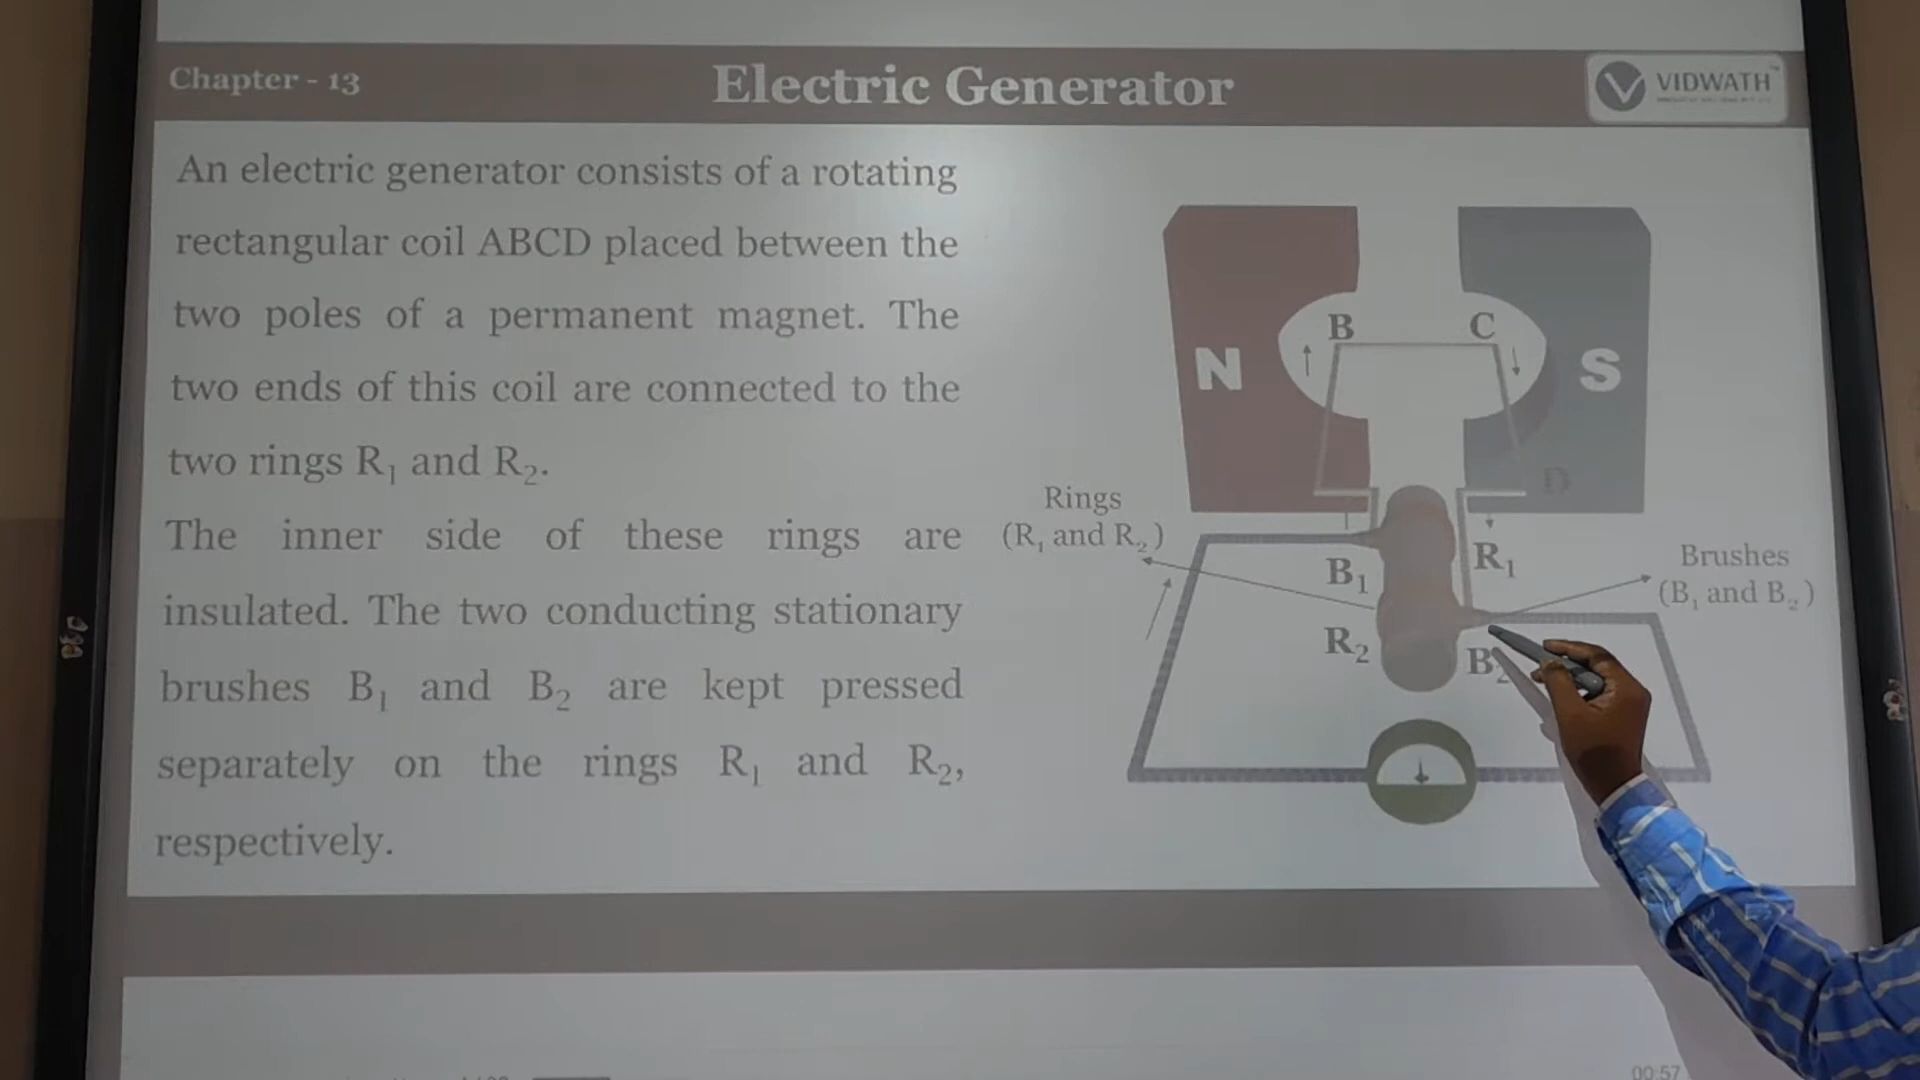 Chapter - 13
Electric Generator
VIDWATH
An electric generator consists of a rotating
rectangular coil ABCD placed between the
two poles of a permanent magnet. The
two ends of this coil are connected to the
two rings R₁ and R₂.
The inner side of these rings are
insulated. The two conducting stationary
brushes B₁ and B₂ are kept pressed
separately on the rings R₁ and R₂,
respectively.
B
C
N
S
D
Rings
(R₁ and R₂)
B₁
R₁
Brushes
(B₁ and B₂)
R₂
B₂
00:57